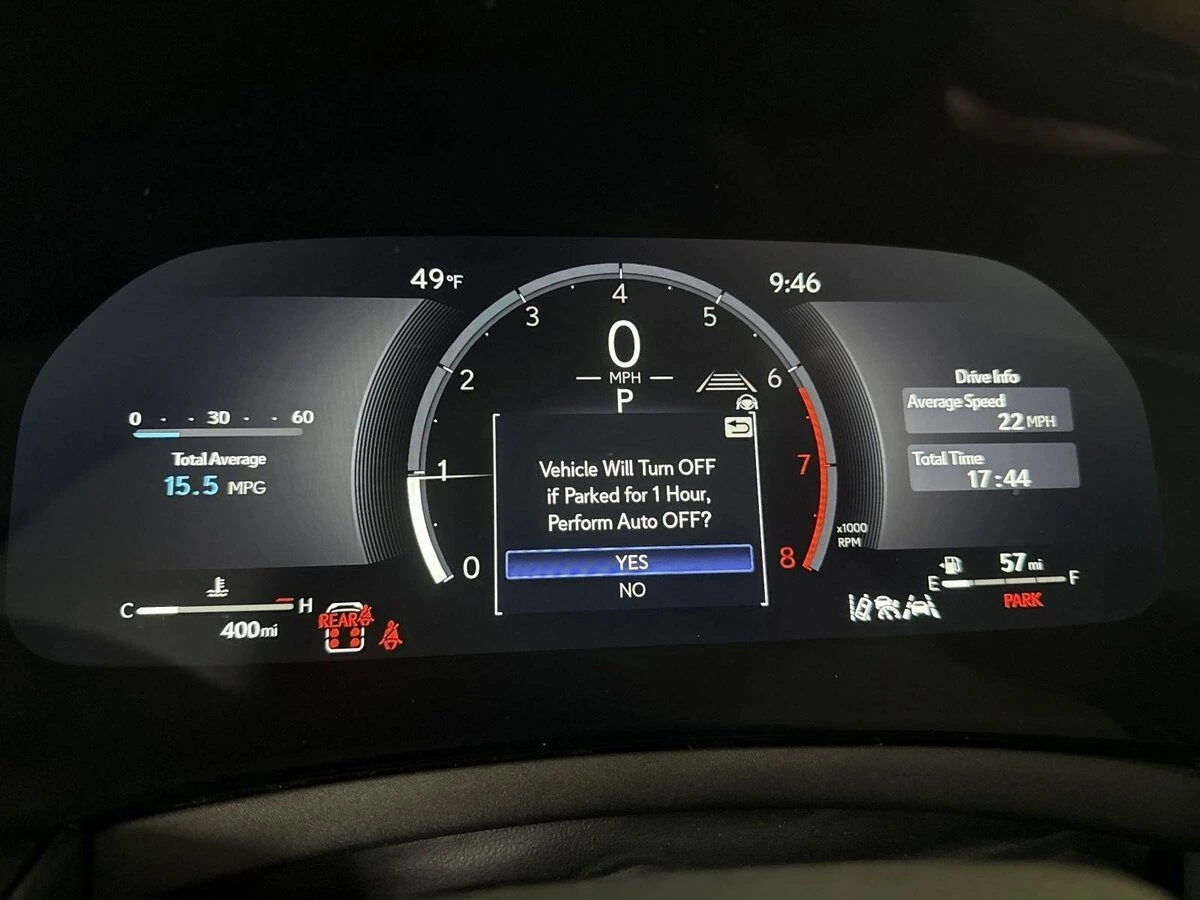 49°F
9:46
0 30 60
Total Average
15.5 MPG
0
1
2
3
4
5
6
7
8
x1000
RPM
0
MPH
P
Vehicle Will Turn OFF
if Parked for 1 Hour,
Perform Auto OFF?
YES
NO
Drive Info
Average Speed
22 MPH
Total Time
17:44
C H
400mi
REAR
57mi
E F
PARK